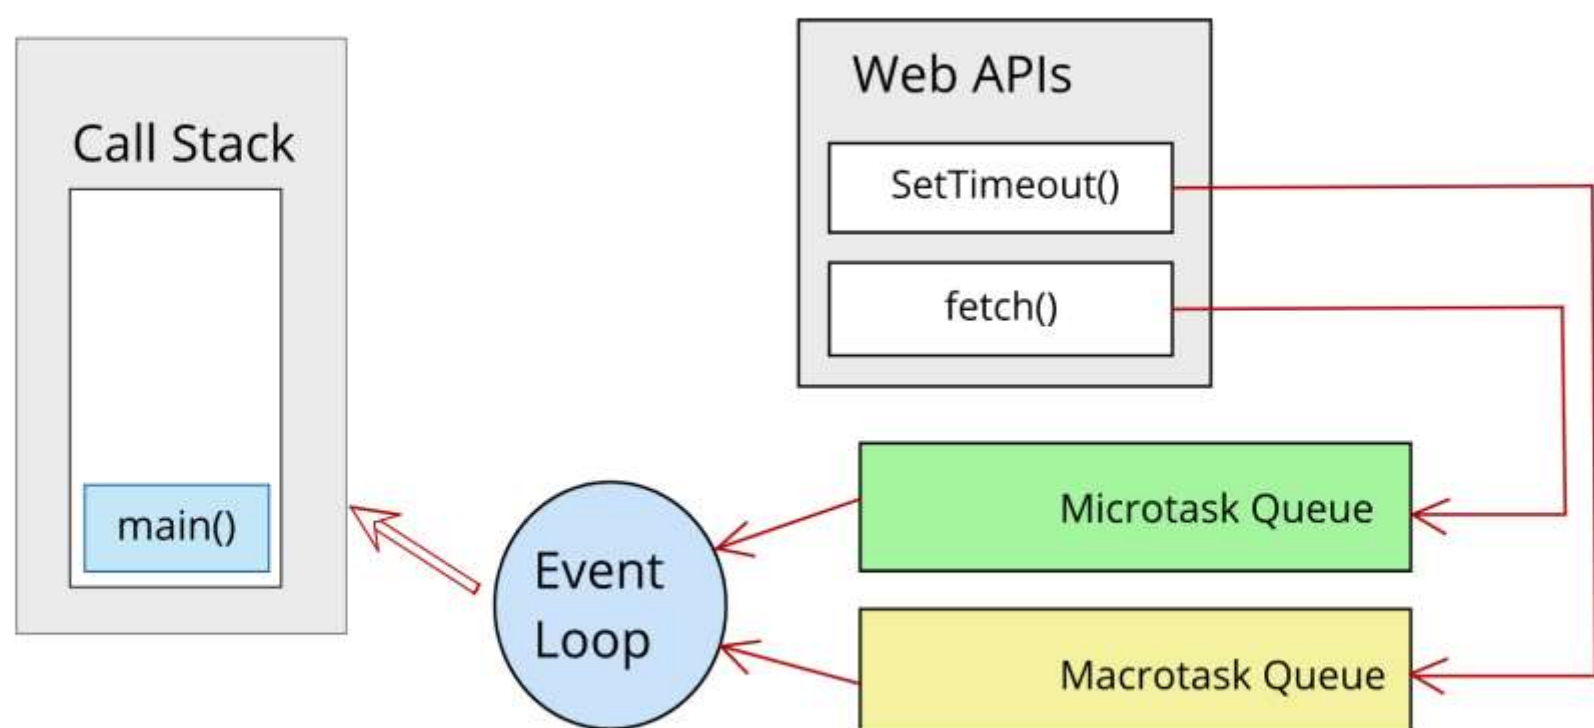 Call Stack
main()
Web APIs
SetTimeout()
fetch()
Event
Loop
Microtask Queue
Macrotask Queue